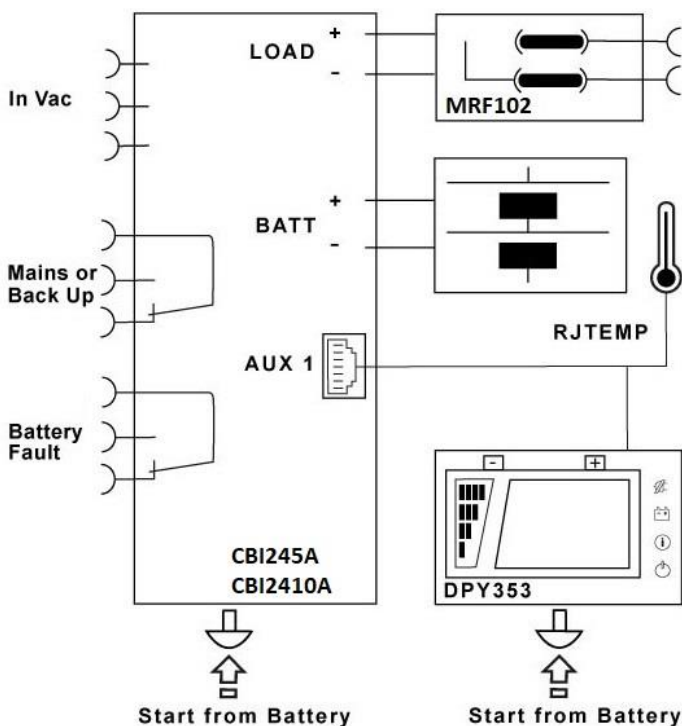 LOAD
+
-
MRF102
In Vac
BATT
+
-
Mains or
Back Up
RJTEMP
AUX 1
Battery
Fault
- +
CBI245A
CBI2410A
DPY353
Start from Battery
Start from Battery